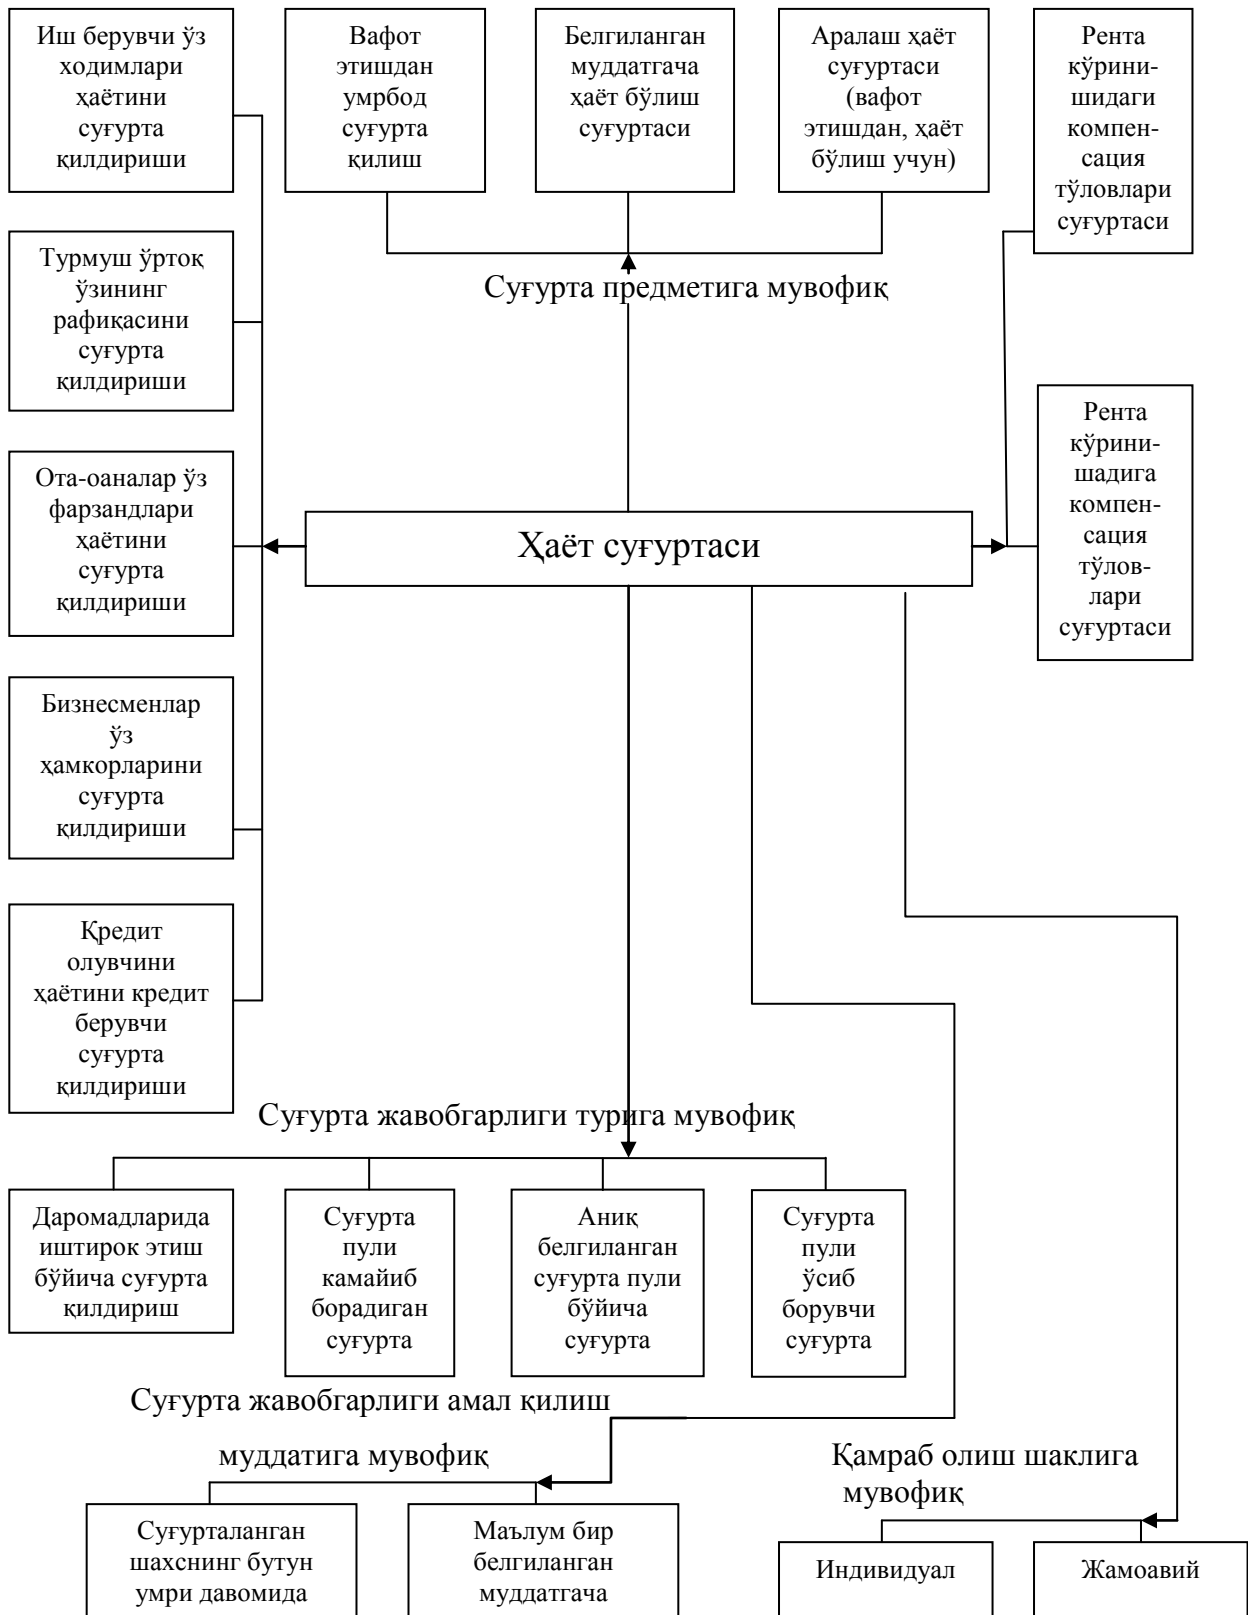 Иш берувчи ўз
ходимлари
ҳаётини
суғурта
қилдириши
Вафот
этишдан
умрбод
суғурта
қилиш
Белгиланган
муддатгача
ҳаёт бўлиш
суғуртаси
Аралаш ҳаёт
суғуртаси
(вафот
этишдан, ҳаёт
бўлиш учун)
Рента
кўрини-
шидаги
компен-
сация
тўловлари
суғуртаси
Суғурта предметига мувофиқ
Турмуш ўртоқ
ўзининг
рафиқасини
суғурта
қилдириши
Рента
кўрини-
шадига
компен-
сация
тўлов-
лари
суғуртаси
Ота-оаналар ўз
фарзандлари
ҳаётини
суғурта
қилдириши
Ҳаёт суғуртаси
Бизнесменлар
ўз
ҳамкорларини
суғурта
қилдириши
Қредит
олувчини
ҳаётини кредит
берувчи
суғурта
қилдириши
Суғурта жавобгарлиги турига мувофиқ
Даромадларида
иштирок этиш
бўйича суғурта
қилдириш
Суғурта
пули
камайиб
борадиган
суғурта
Аниқ
белгиланган
суғурта пули
бўйича
суғурта
Суғурта
пули
ўсиб
борувчи
суғурта
Суғурта жавобгарлиги амал қилиш
муддатига мувофиқ
Қамраб олиш шаклига
мувофиқ
Суғурталанган
шахснинг бутун
умри давомида
Маълум бир
белгиланган
муддатгача
Индивидуал
Жамоавий